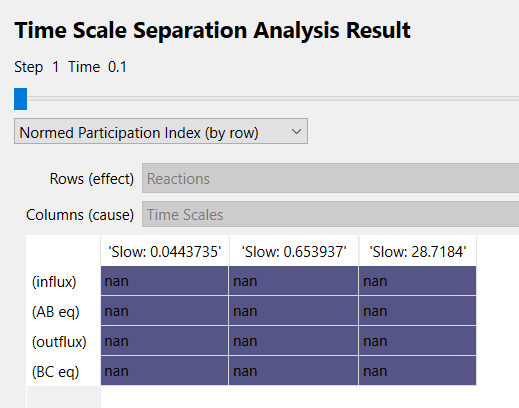 Time Scale Separation Analysis Result
Step 1 Time 0.1
Normed Participation Index (by row)
Rows (effect) Reactions
Columns (cause) Time Scales
'Slow: 0.0443735' 'Slow: 0.653937' 'Slow: 28.7184'
(influx) nan nan nan
(AB eq) nan nan nan
(outflux) nan nan nan
(BC eq) nan nan nan